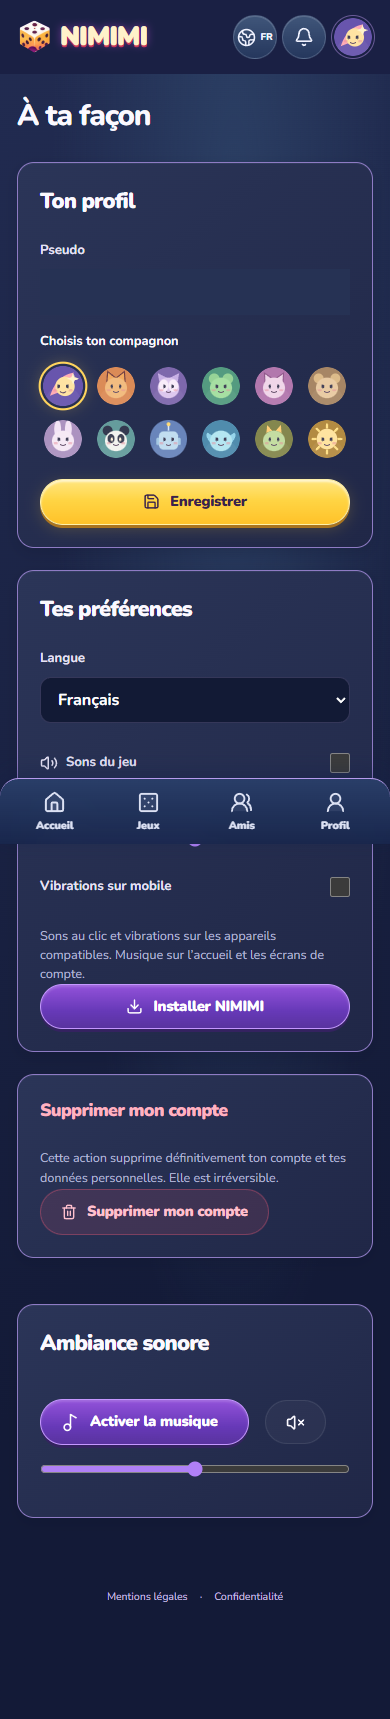 NIMIMI
FR
À ta façon
Ton profil
Pseudo
Choisis ton compagnon
Enregistrer
Tes préférences
Langue
Français
Sons du jeu
Accueil
Jeux
Amis
Profil
Vibrations sur mobile
Sons au clic et vibrations sur les appareils
compatibles. Musique sur l'accueil et les écrans de
compte.
Installer NIMIMI
Supprimer mon compte
Cette action supprime définitivement ton compte et tes
données personnelles. Elle est irréversible.
Supprimer mon compte
Ambiance sonore
Activer la musique
Mentions légales · Confidentialité